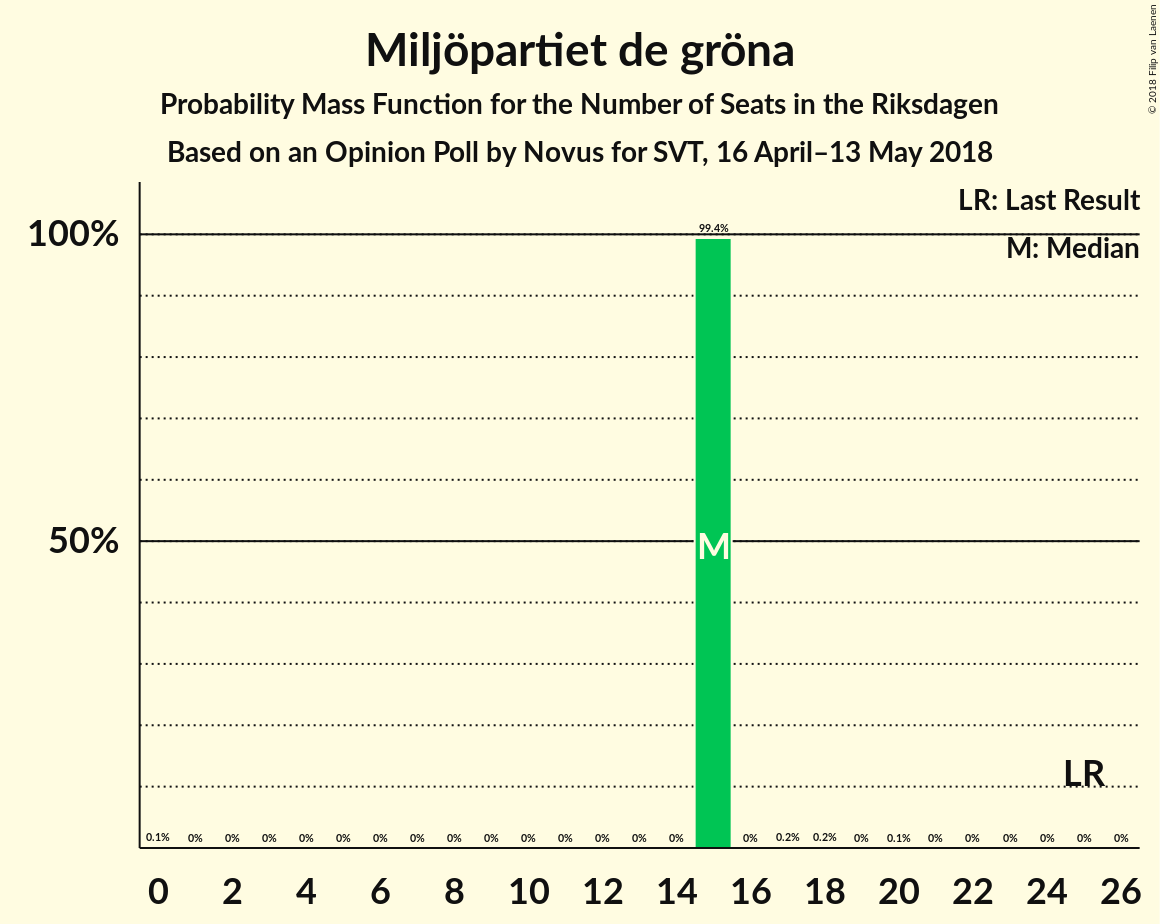 Miljöpartiet de gröna
Probability Mass Function for the Number of Seats in the Riksdagen
Based on an Opinion Poll by Novus for SVT, 16 April–13 May 2018
© 2018 Filip van Laenen
LR: Last Result
M: Median
100%
50%
99.4%
M
LR
0.1% 0% 0% 0% 0% 0% 0% 0% 0% 0% 0% 0% 0% 0% 0% 0% 0.2% 0.2% 0% 0.1% 0% 0% 0% 0% 0% 0%
0 2 4 6 8 10 12 14 16 18 20 22 24 26